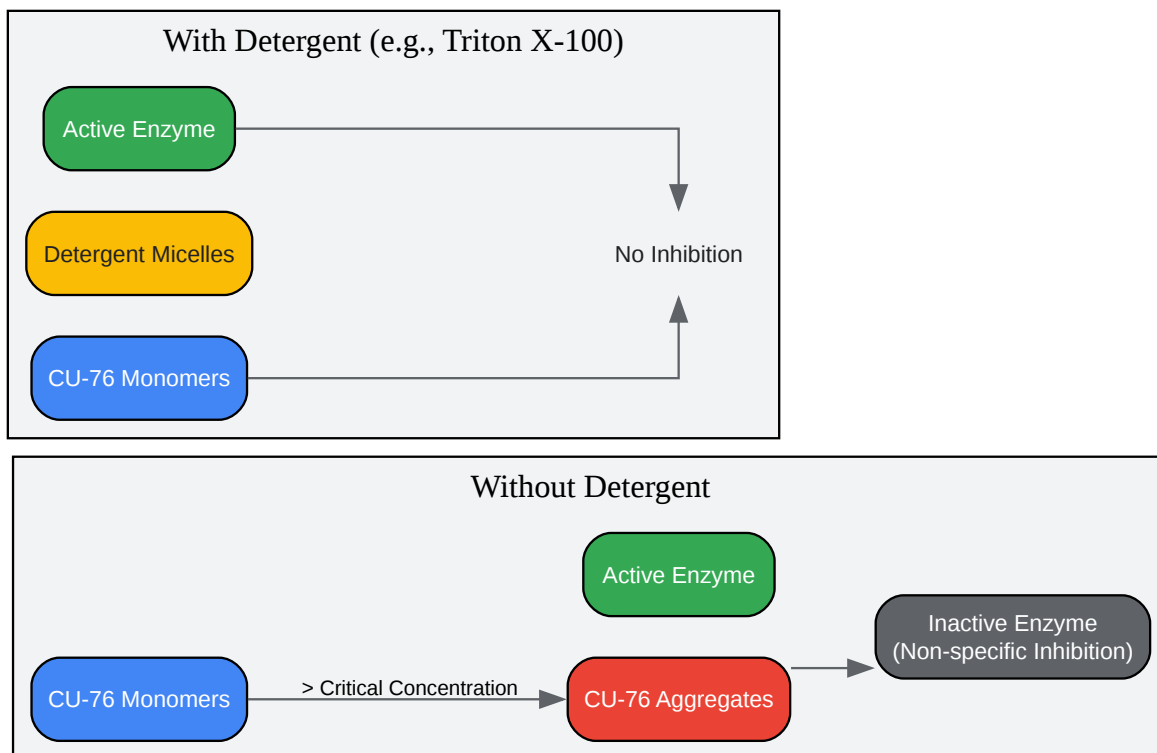 With Detergent (e.g., Triton X-100)
Active Enzyme
Detergent Micelles
No Inhibition
CU-76 Monomers
Without Detergent
Active Enzyme
Inactive Enzyme
(Non-specific Inhibition)
CU-76 Monomers
> Critical Concentration
CU-76 Aggregates